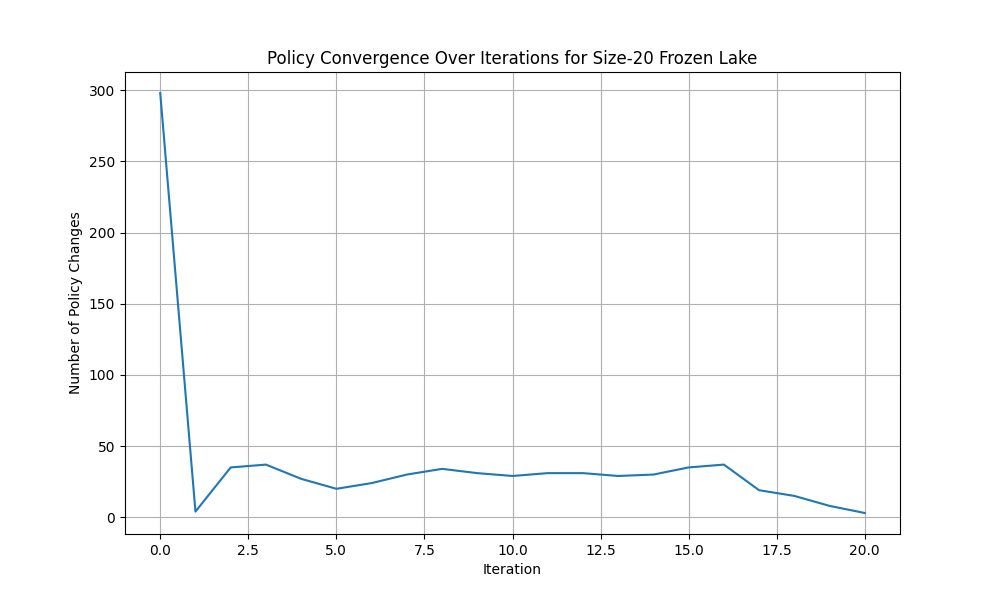 Policy Convergence Over Iterations for Size-20 Frozen Lake
Number of Policy Changes
300
250
200
150
100
50
0
0.0 2.5 5.0 7.5 10.0 12.5 15.0 17.5 20.0
Iteration